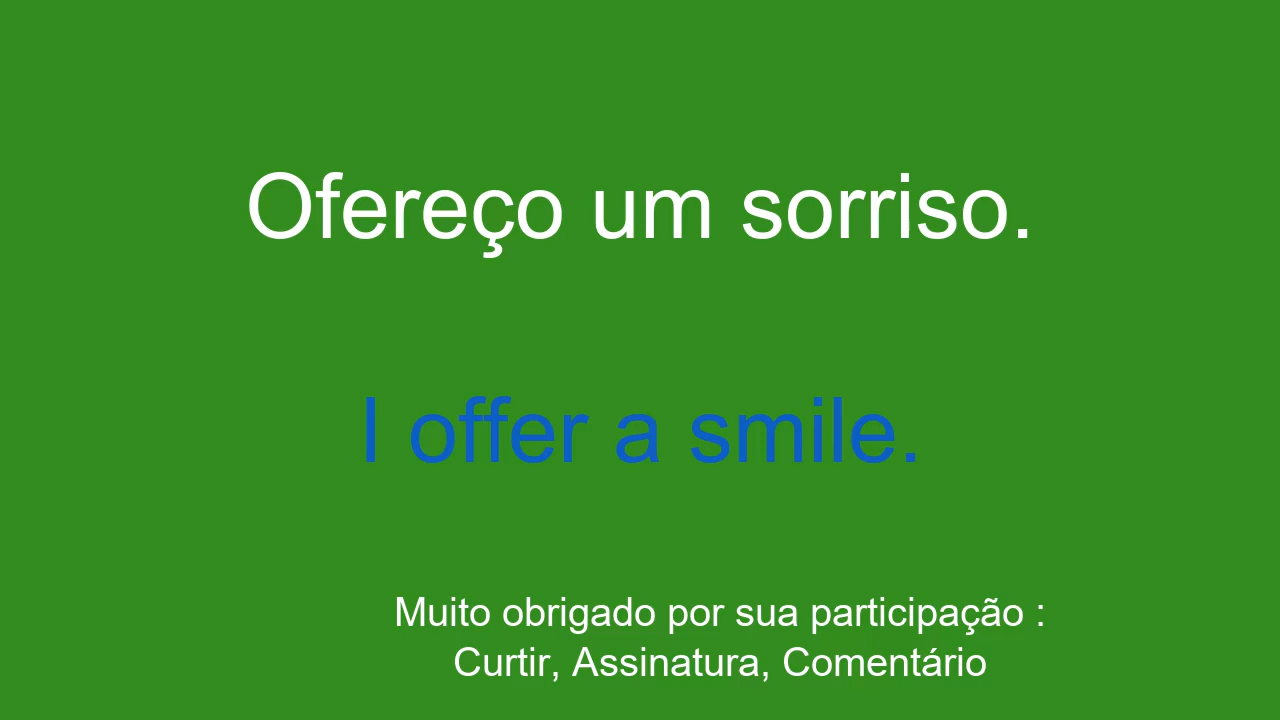 Ofereço um sorriso.
I offer a smile.
Muito obrigado por sua participação :
Curtir, Assinatura, Comentário